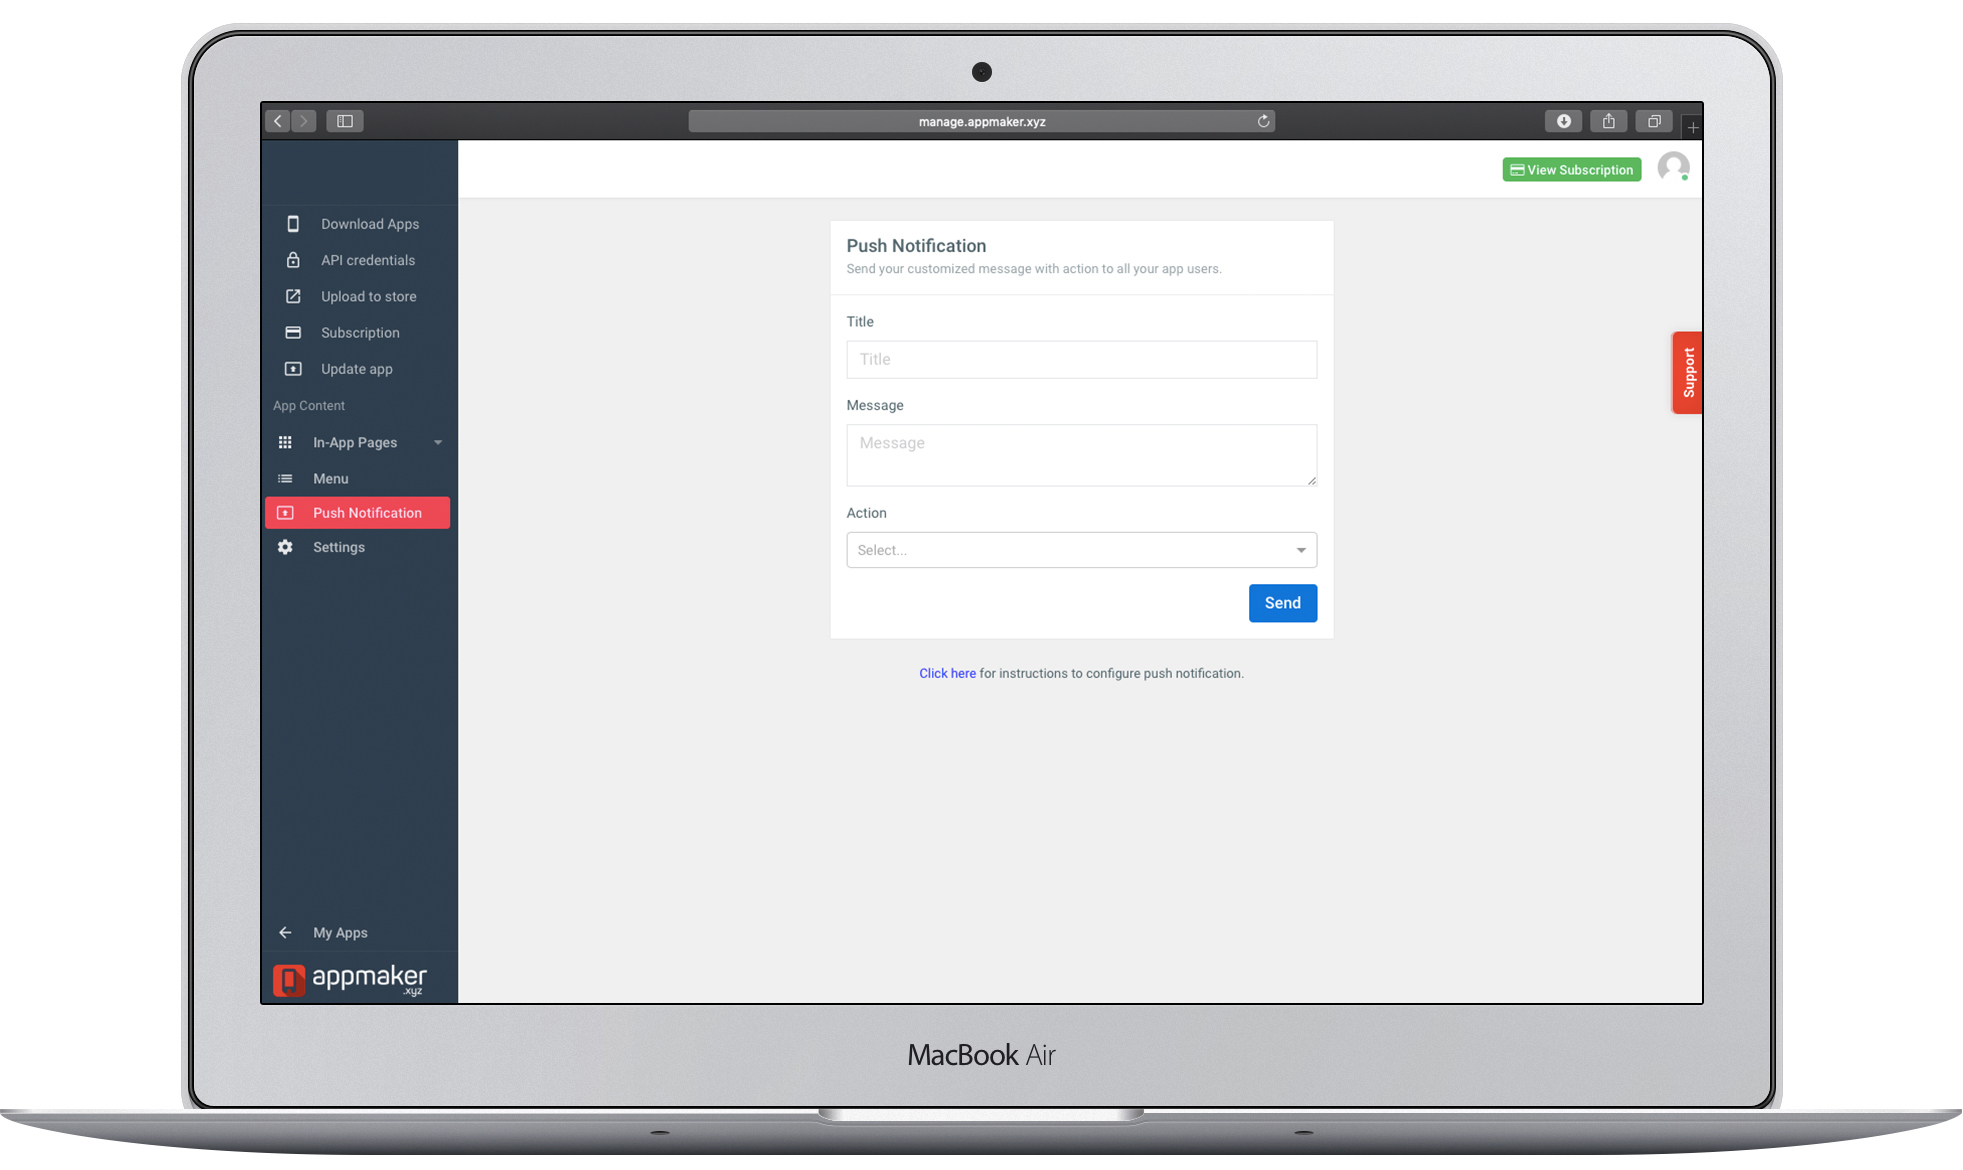 manage.appmaker.xyz
View Subscription
Download Apps
API credentials
Upload to store
Subscription
Update app
App Content
In-App Pages
Menu
Push Notification
Settings
My Apps
appmaker
.xyz
Push Notification
Send your customized message with action to all your app users.
Title
Title
Message
Message
Action
Select...
Send
Click here for instructions to configure push notification.
Support
MacBook Air